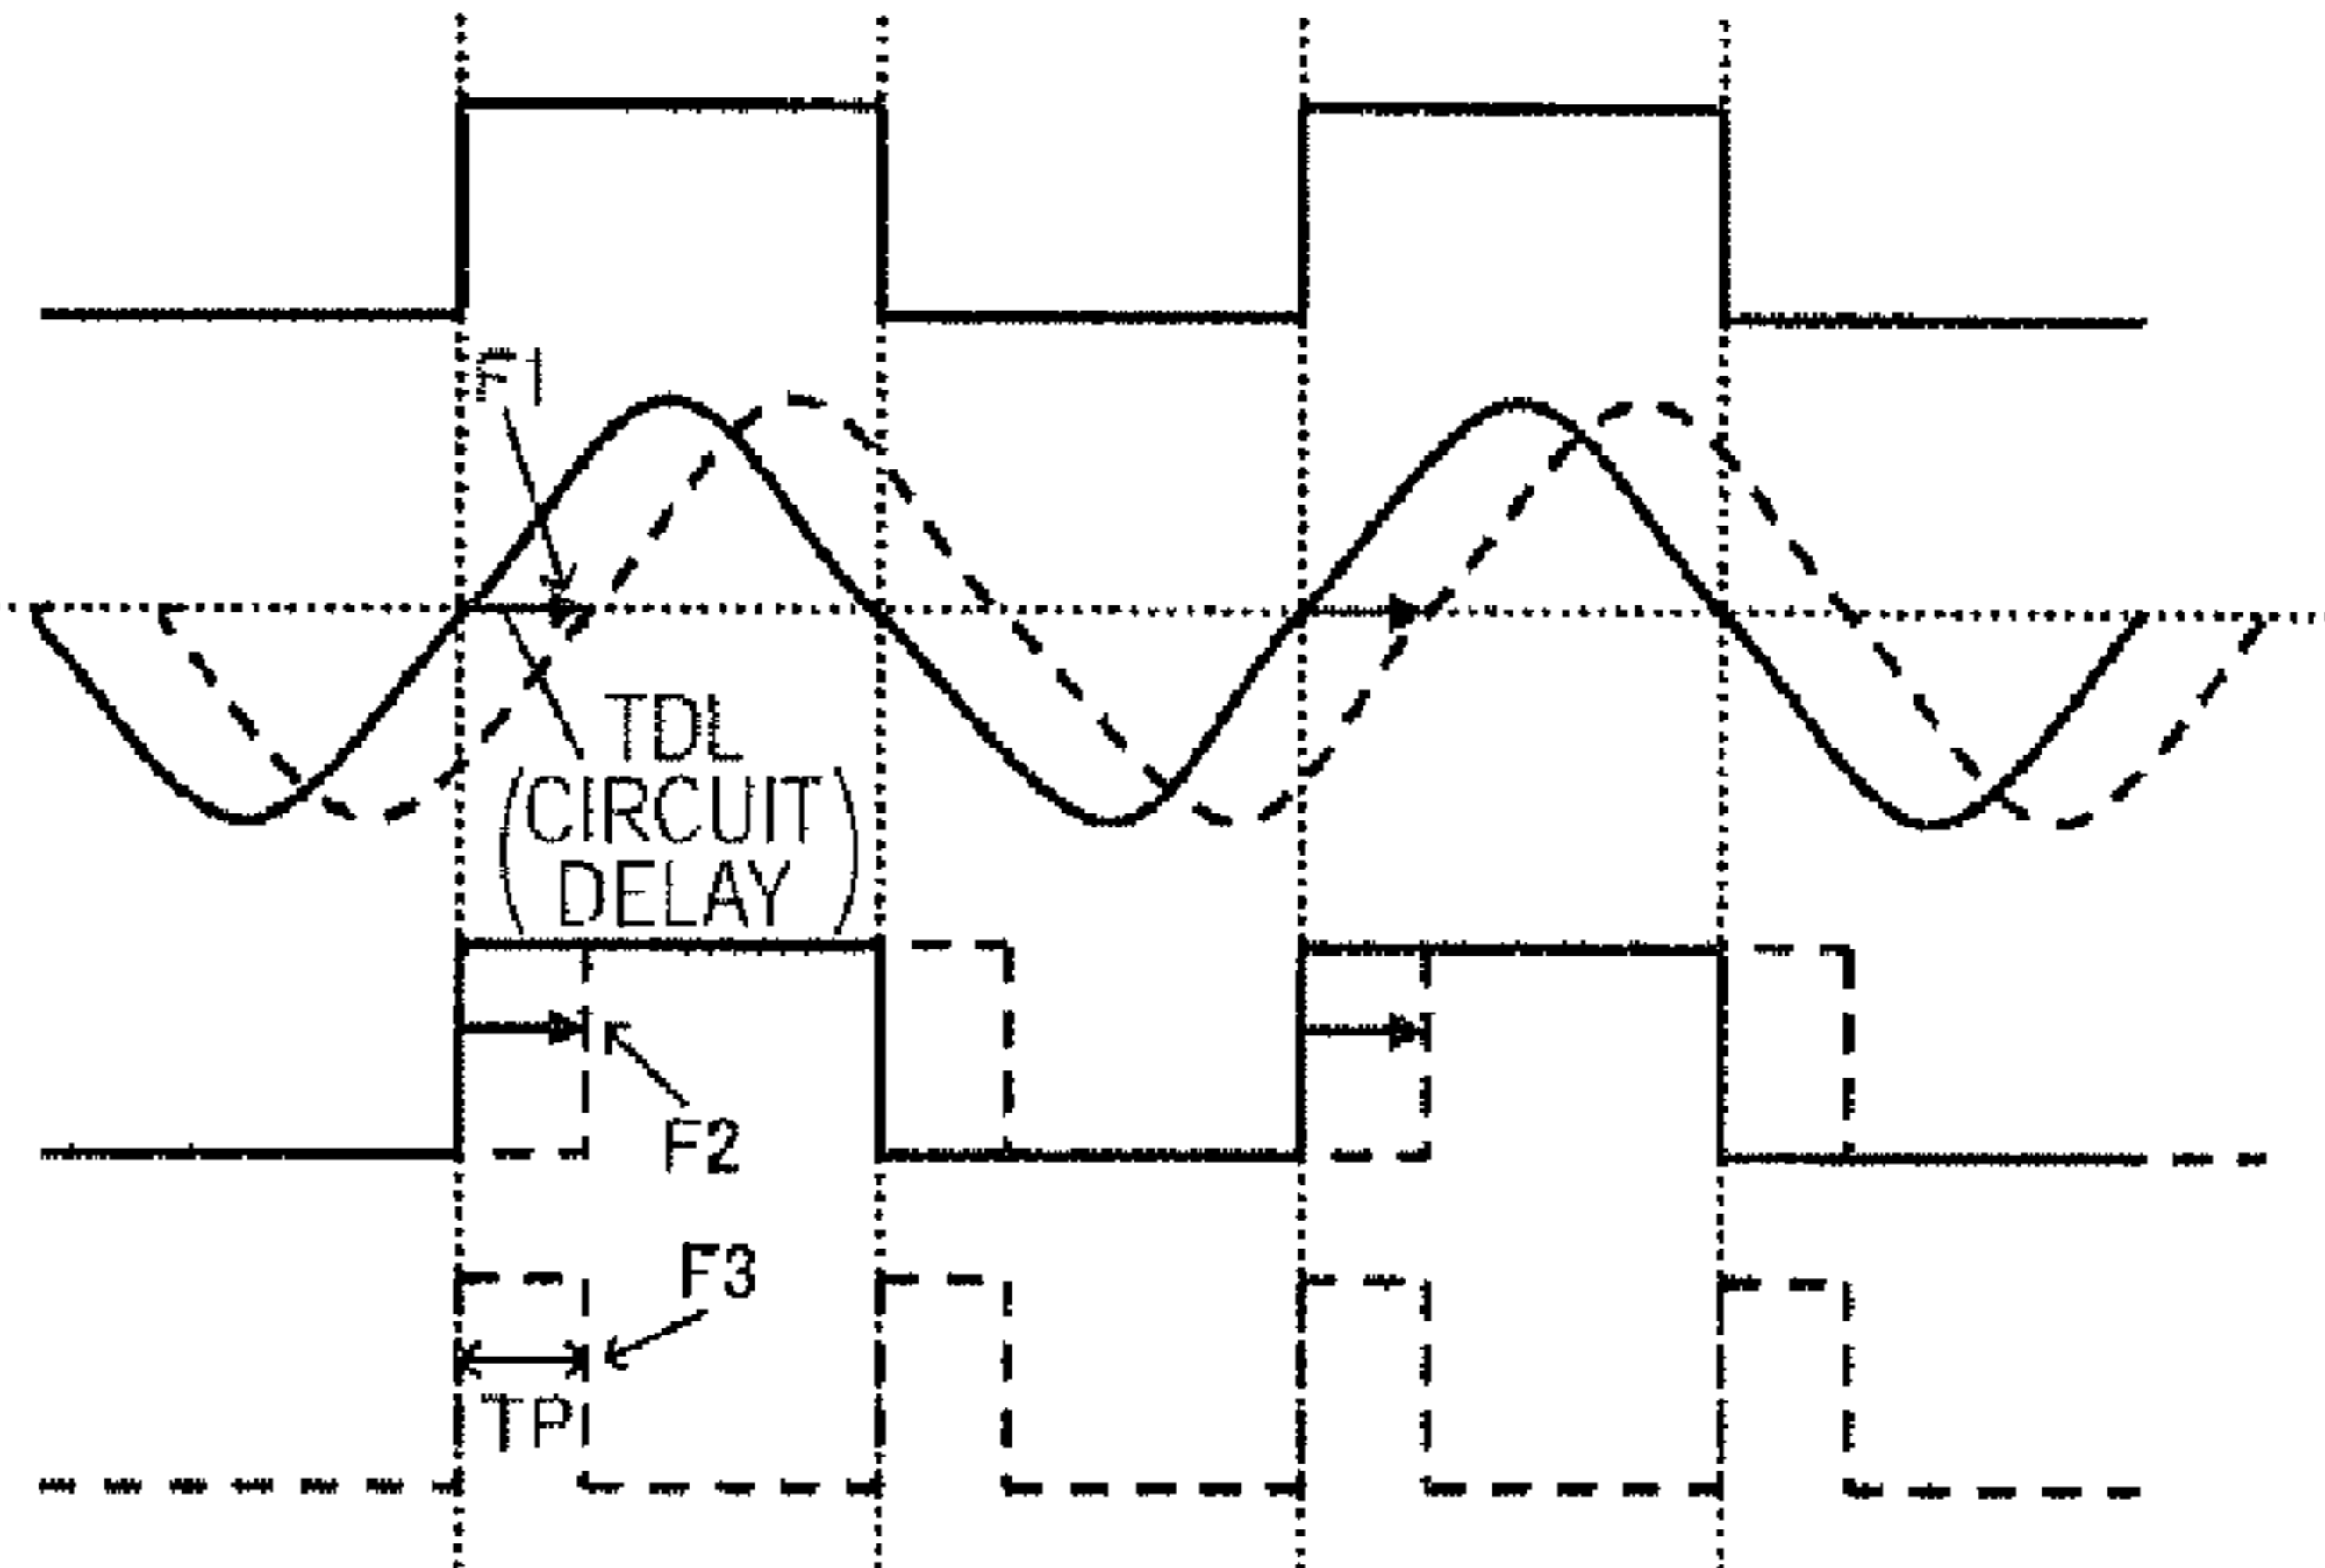 F1
TDL
(CIRCUIT
DELAY)
F2
F3
TP